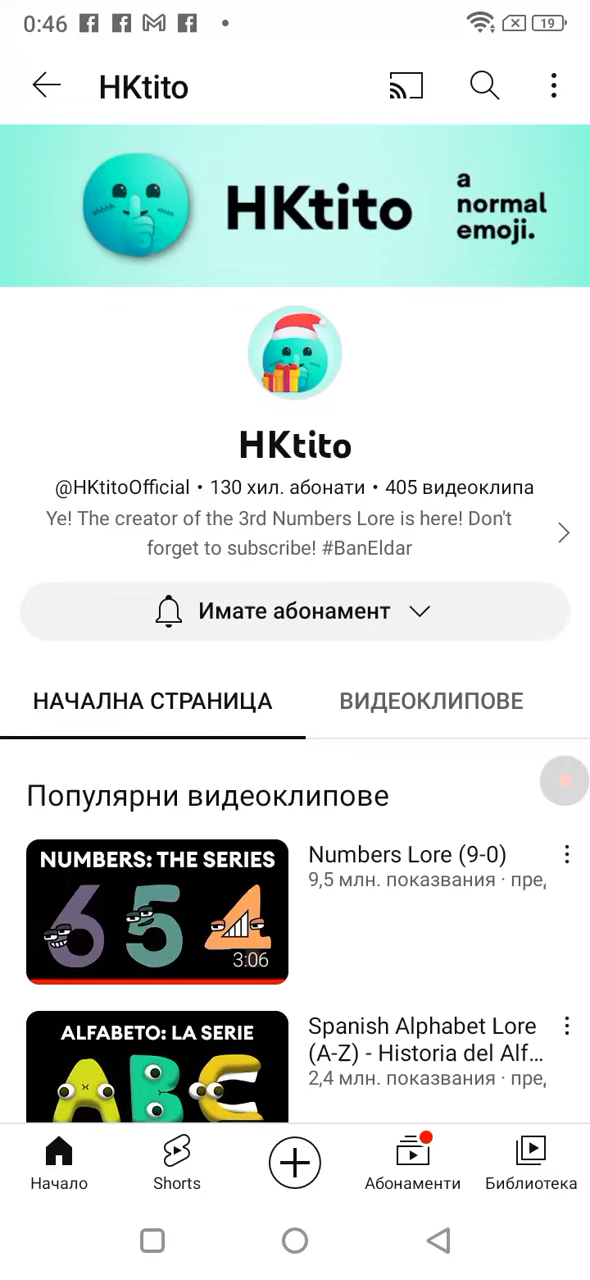 0:46
19
HKtito
HKtito
a
normal
emoji.
HKtito
@HKtitoOfficial • 130 хил. абонати • 405 видеоклипа
Ye! The creator of the 3rd Numbers Lore is here! Don't
forget to subscribe! #BanEldar
Имате абонамент
НАЧАЛНА СТРАНИЦА
ВИДЕОКЛИПОВЕ
Популярни видеоклипове
NUMBERS: THE SERIES
6 5 4
3:06
Numbers Lore (9-0)
9,5 млн. показвания · пре,
ALFABETO: LA SERIE
A B C
Spanish Alphabet Lore
(A-Z) - Historia del Alf...
2,4 млн. показвания · пре,
Начало
Shorts
Абонаменти
Библиотека